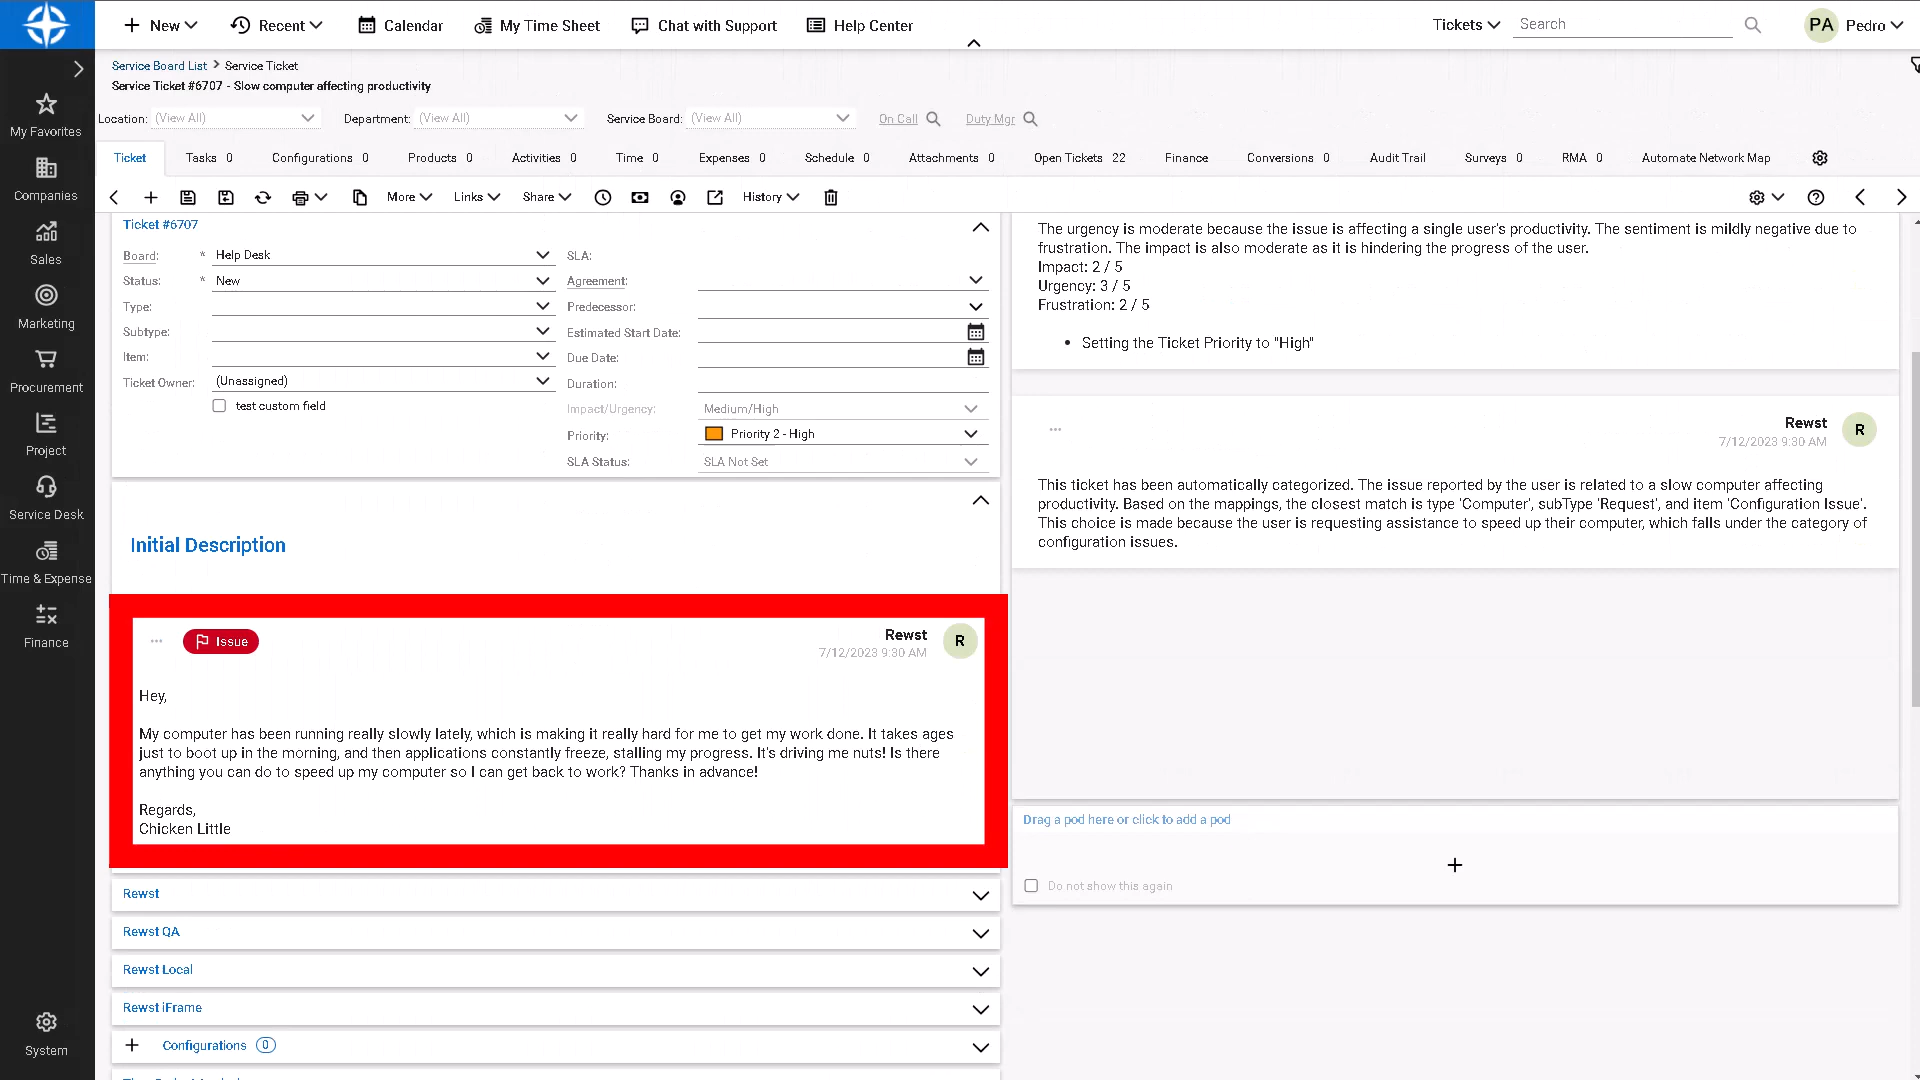 New
Recent
Calendar
My Time Sheet
Chat with Support
Help Center
Tickets
Search
PA
Pedro
Service Board List > Service Ticket
Service Ticket #6707 - Slow computer affecting productivity
Location: (View All)
Department: (View All)
Service Board: (View All)
On Call
Duty Mgr
Ticket
Tasks 0
Configurations 0
Products 0
Activities 0
Time 0
Expenses 0
Schedule 0
Attachments 0
Open Tickets 22
Finance
Conversions 0
Audit Trail
Surveys 0
RMA 0
Automate Network Map
More
Links
Share
History
My Favorites
Companies
Sales
Marketing
Procurement
Project
Service Desk
Time & Expense
Finance
System
Ticket #6707
Board: * Help Desk
Status: * New
Type:
Subtype:
Item:
Ticket Owner: (Unassigned)
test custom field
SLA:
Agreement:
Predecessor:
Estimated Start Date:
Due Date:
Duration:
Impact/Urgency: Medium/High
Priority: Priority 2 - High
SLA Status: SLA Not Set
Initial Description
Issue
Rewst
7/12/2023 9:30 AM
R
Hey,
My computer has been running really slowly lately, which is making it really hard for me to get my work done. It takes ages
just to boot up in the morning, and then applications constantly freeze, stalling my progress. It's driving me nuts! Is there
anything you can do to speed up my computer so I can get back to work? Thanks in advance!
Regards,
Chicken Little
Rewst
Rewst QA
Rewst Local
Rewst iFrame
Configurations 0
The urgency is moderate because the issue is affecting a single user's productivity. The sentiment is mildly negative due to
frustration. The impact is also moderate as it is hindering the progress of the user.
Impact: 2 / 5
Urgency: 3 / 5
Frustration: 2 / 5
• Setting the Ticket Priority to "High"
Rewst
7/12/2023 9:30 AM
R
This ticket has been automatically categorized. The issue reported by the user is related to a slow computer affecting
productivity. Based on the mappings, the closest match is type 'Computer', subType 'Request', and item 'Configuration Issue'.
This choice is made because the user is requesting assistance to speed up their computer, which falls under the category of
configuration issues.
Drag a pod here or click to add a pod
Do not show this again